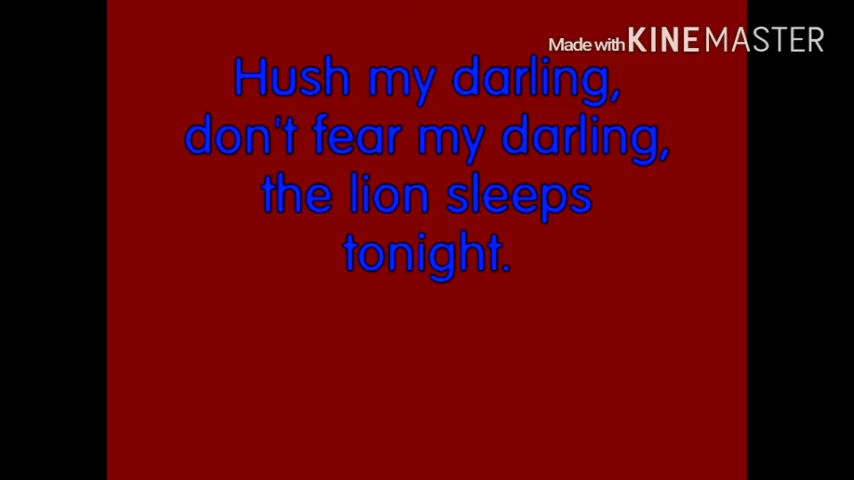 Made with KINEMASTER
Hush my darling,
don't fear my darling,
the lion sleeps
tonight.